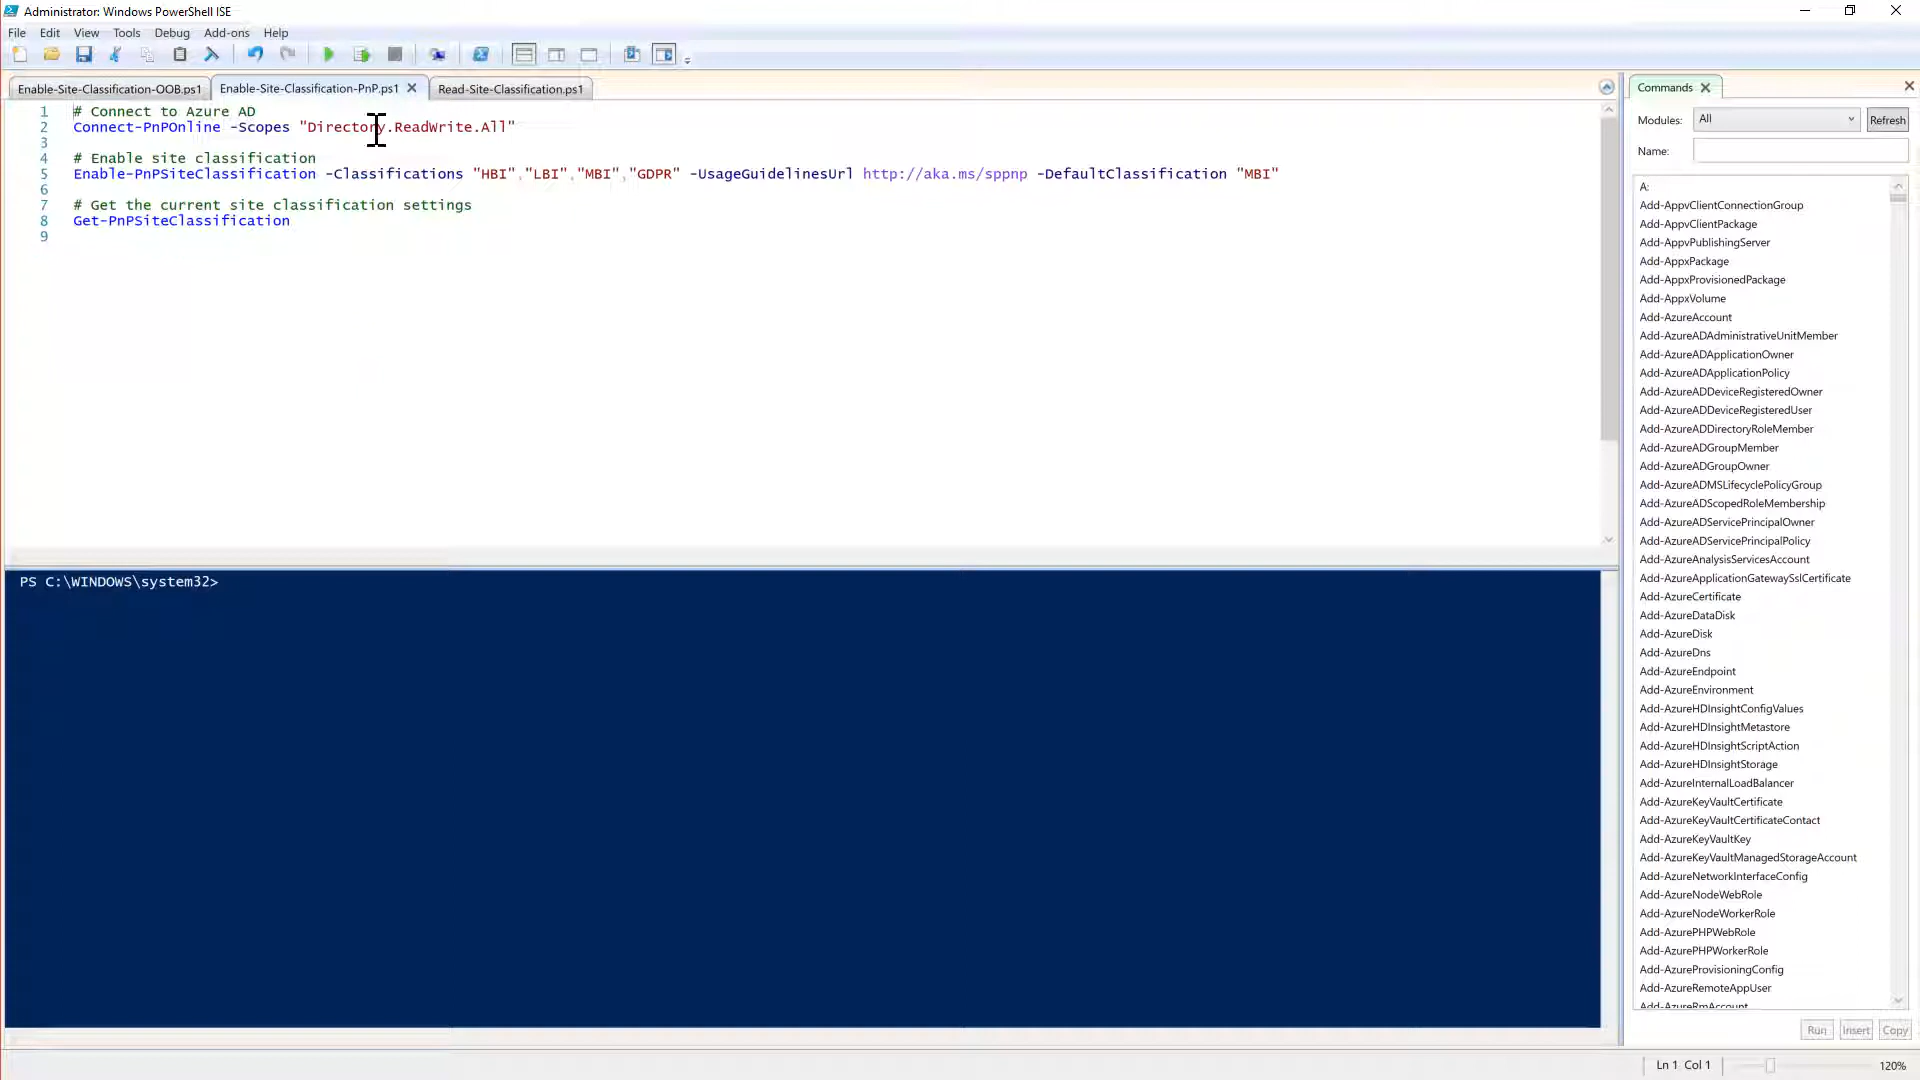 Administrator: Windows PowerShell ISE
File Edit View Tools Debug Add-ons Help
Enable-Site-Classification-OOB.ps1 Enable-Site-Classification-PnP.ps1 Read-Site-Classification.ps1
1 # Connect to Azure AD
2 Connect-PnPOnline -Scopes "Directory.ReadWrite.All"
3
4 # Enable site classification
5 Enable-PnPSiteClassification -Classifications "HBI","LBI","MBI","GDPR" -UsageGuidelinesUrl http://aka.ms/sppnp -DefaultClassification "MBI"
6
7 # Get the current site classification settings
8 Get-PnPSiteClassification
9
PS C:\WINDOWS\system32>
Commands
Modules: All Refresh
Name:
A:
Add-AppvClientConnectionGroup
Add-AppvClientPackage
Add-AppvPublishingServer
Add-AppxPackage
Add-AppxProvisionedPackage
Add-AppxVolume
Add-AzureAccount
Add-AzureADAdministrativeUnitMember
Add-AzureADApplicationOwner
Add-AzureADApplicationPolicy
Add-AzureADDeviceRegisteredOwner
Add-AzureADDeviceRegisteredUser
Add-AzureADDirectoryRoleMember
Add-AzureADGroupMember
Add-AzureADGroupOwner
Add-AzureADMSLifecyclePolicyGroup
Add-AzureADScopedRoleMembership
Add-AzureADServicePrincipalOwner
Add-AzureADServicePrincipalPolicy
Add-AzureAnalysisServicesAccount
Add-AzureApplicationGatewaySslCertificate
Add-AzureCertificate
Add-AzureDataDisk
Add-AzureDisk
Add-AzureDns
Add-AzureEndpoint
Add-AzureEnvironment
Add-AzureHDInsightConfigValues
Add-AzureHDInsightMetastore
Add-AzureHDInsightScriptAction
Add-AzureHDInsightStorage
Add-AzureInternalLoadBalancer
Add-AzureKeyVaultCertificate
Add-AzureKeyVaultCertificateContact
Add-AzureKeyVaultKey
Add-AzureKeyVaultManagedStorageAccount
Add-AzureNetworkInterfaceConfig
Add-AzureNodeWebRole
Add-AzureNodeWorkerRole
Add-AzurePHPWebRole
Add-AzurePHPWorkerRole
Add-AzureProvisioningConfig
Add-AzureRemoteAppUser
Add-AzureRmAccount
Run Insert Copy
Ln 1 Col 1 120%